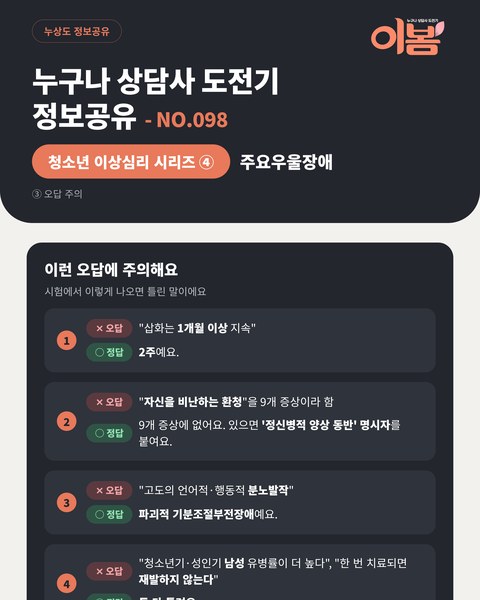 누상도 정보공유
누구나 상담사 도전기
이봄
누구나 상담사 도전기
정보공유 - NO.098
청소년 이상심리 시리즈 ④ 주요우울장애
③ 오답 주의
이런 오답에 주의해요
시험에서 이렇게 나오면 틀린 말이에요
1
× 오답 "삽화는 1개월 이상 지속"
○ 정답 2주예요.
2
× 오답 "자신을 비난하는 환청"을 9개 증상이라 함
○ 정답 9개 증상에 없어요. 있으면 '정신병적 양상 동반' 명시자를
붙여요.
3
× 오답 "고도의 언어적·행동적 분노발작"
○ 정답 파괴적 기분조절부전장애예요.
4
× 오답 "청소년기·성인기 남성 유병률이 더 높다", "한 번 치료되면
재발하지 않는다"